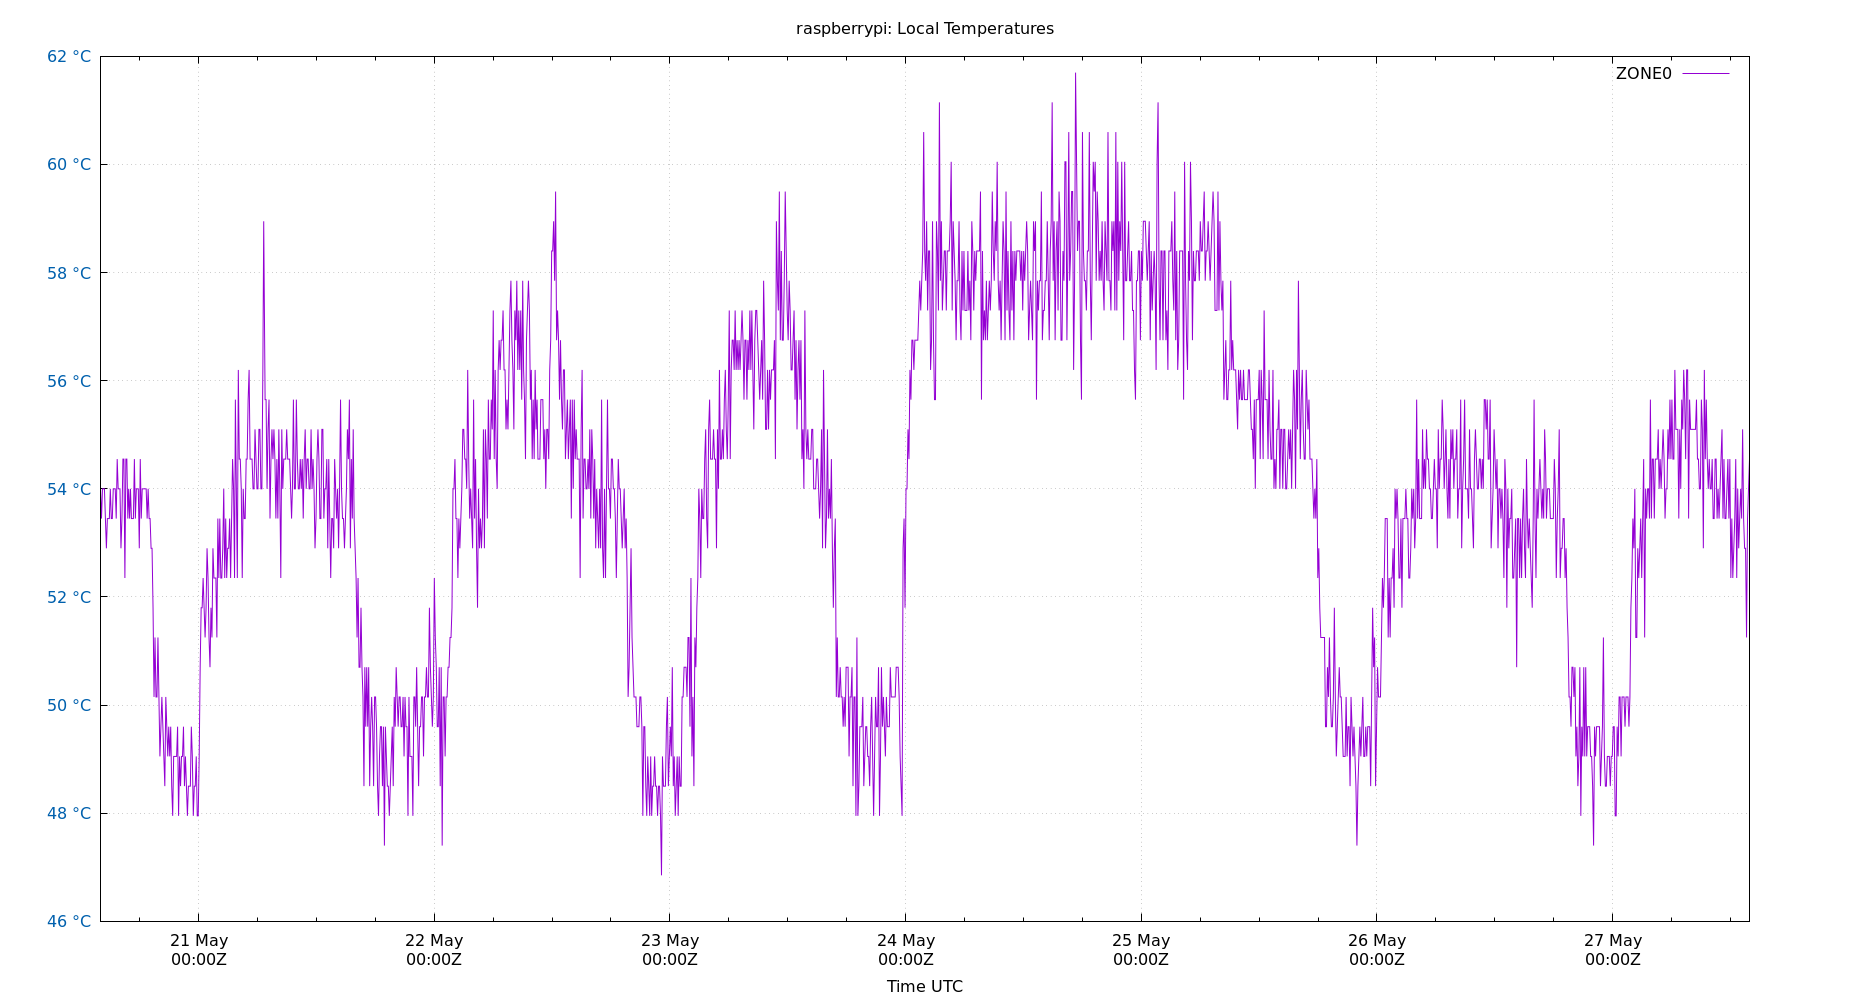 raspberrypi: Local Temperatures
62 °C
ZONE0
60 °C
58 °C
56 °C
54 °C
52 °C
50 °C
48 °C
46 °C
21 May 22 May 23 May 24 May 25 May 26 May 27 May
00:00Z 00:00Z 00:00Z 00:00Z 00:00Z 00:00Z 00:00Z
Time UTC